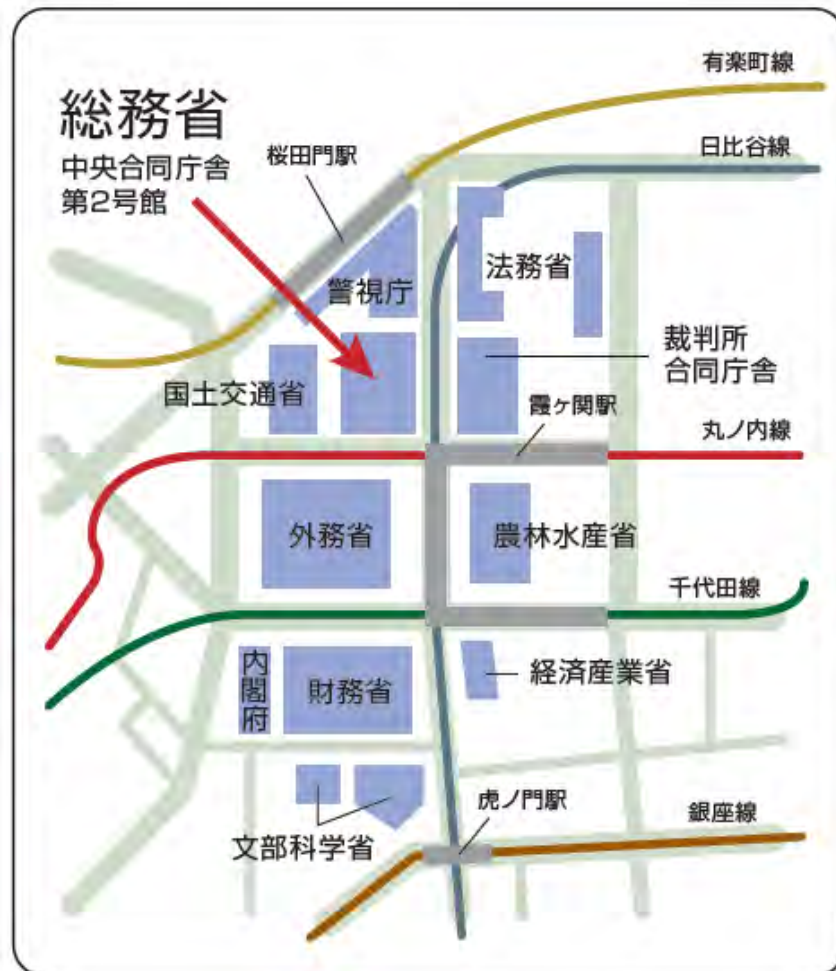 有楽町線
総務省
中央合同庁舎
第2号館
桜田門駅
日比谷線
法務省
警視庁
裁判所
合同庁舎
国土交通省
霞ヶ関駅
丸ノ内線
外務省
農林水産省
千代田線
内閣府
財務省
経済産業省
虎ノ門駅
銀座線
文部科学省